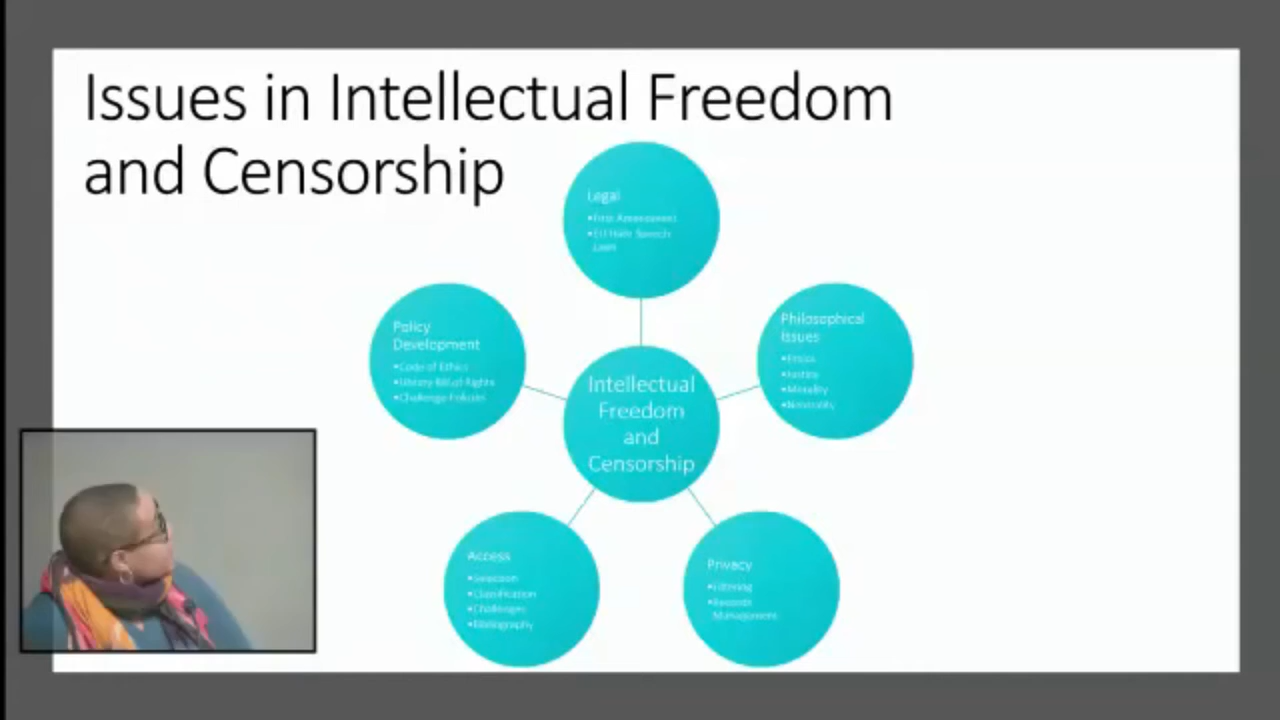 Issues in Intellectual Freedom
and Censorship
Legal
•First Amendment
•EU Hate Speech
Laws
Philosophical
Issues
•Ethics
•Justice
•Morality
•Neutrality
Privacy
•Filtering
•Records
Management
Access
•Selection
•Classification
•Challenges
•Bibliography
Policy
Development
•Code of Ethics
•Library Bill of Rights
•Challenge Policies
Intellectual
Freedom
and
Censorship